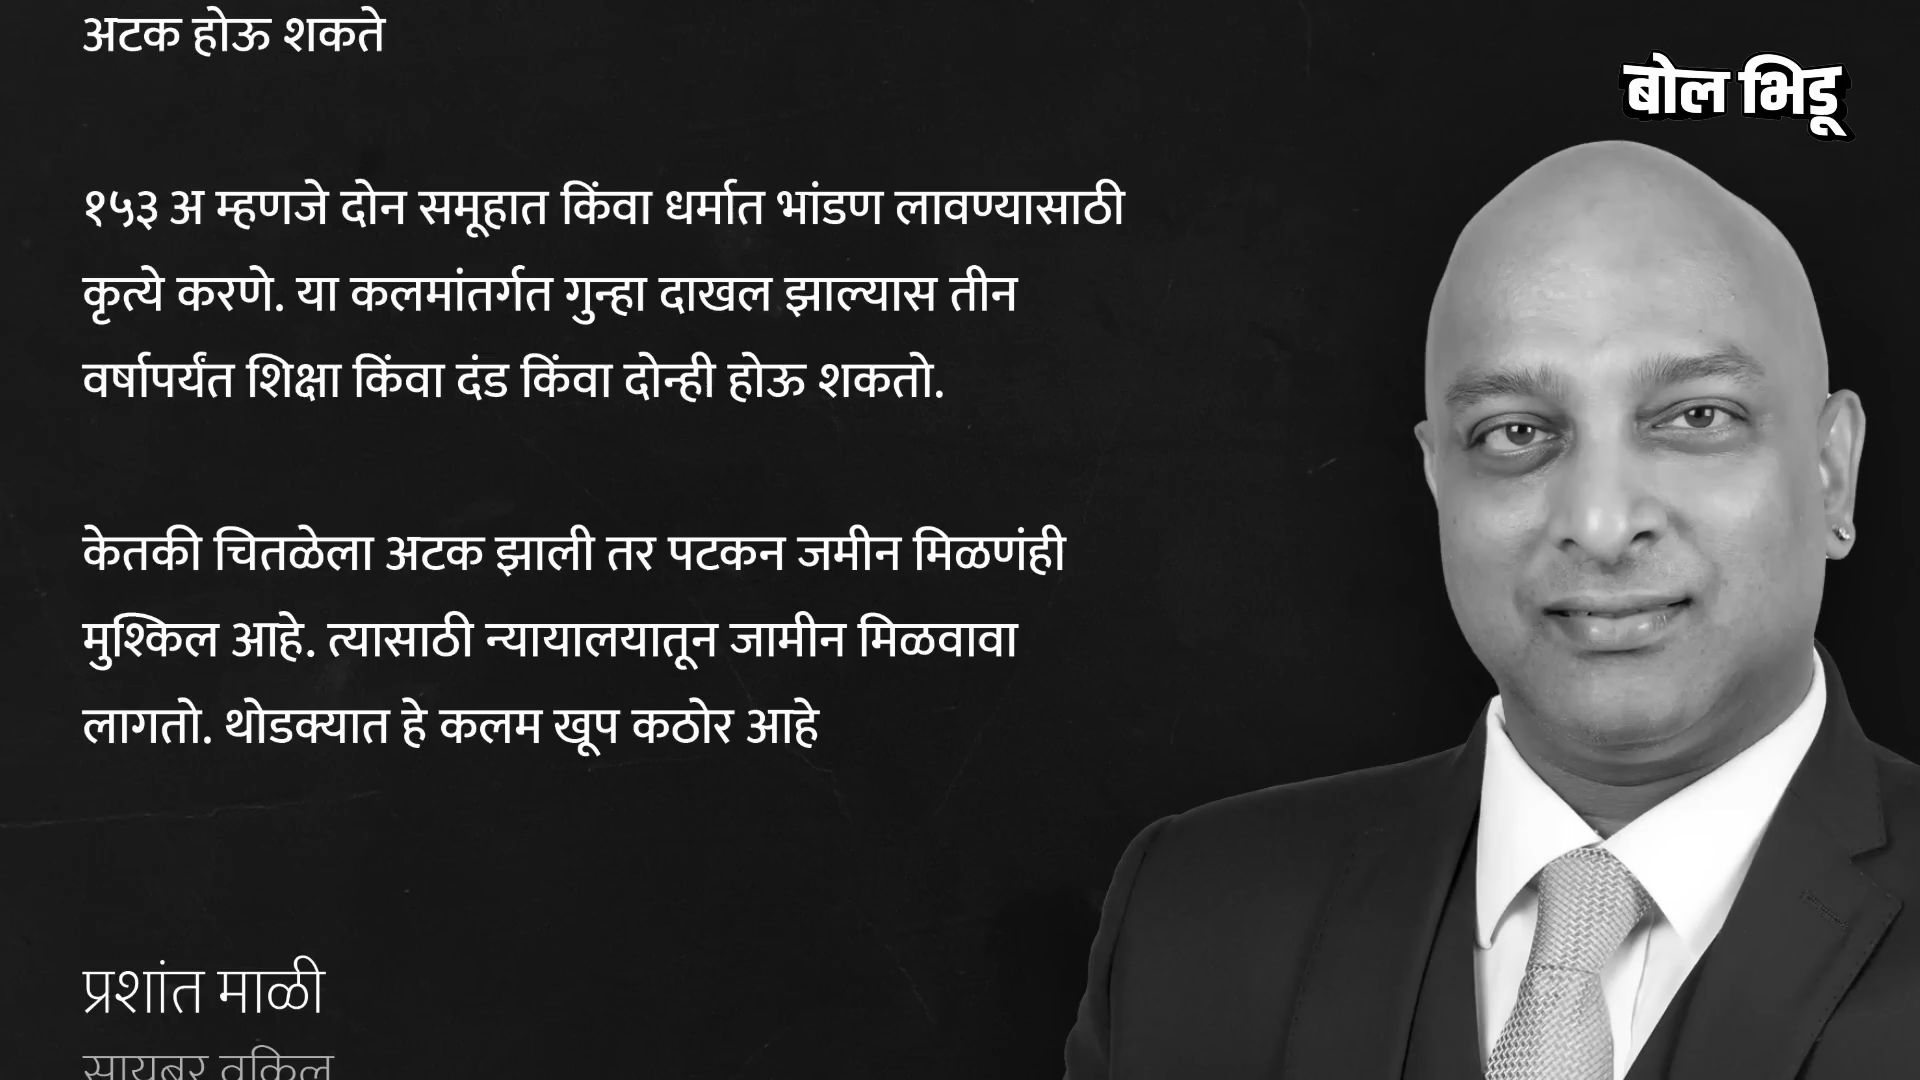 अटक होऊ शकते
बोल भिडू
१५३ अ म्हणजे दोन समूहात किंवा धर्मात भांडण लावण्यासाठी
कृत्ये करणे. या कलमांतर्गत गुन्हा दाखल झाल्यास तीन
वर्षापर्यंत शिक्षा किंवा दंड किंवा दोन्ही होऊ शकतो.
केतकी चितळेला अटक झाली तर पटकन जमीन मिळणंही
मुश्किल आहे. त्यासाठी न्यायालयातून जामीन मिळवावा
लागतो. थोडक्यात हे कलम खूप कठोर आहे
प्रशांत माळी
सायबर वकिल